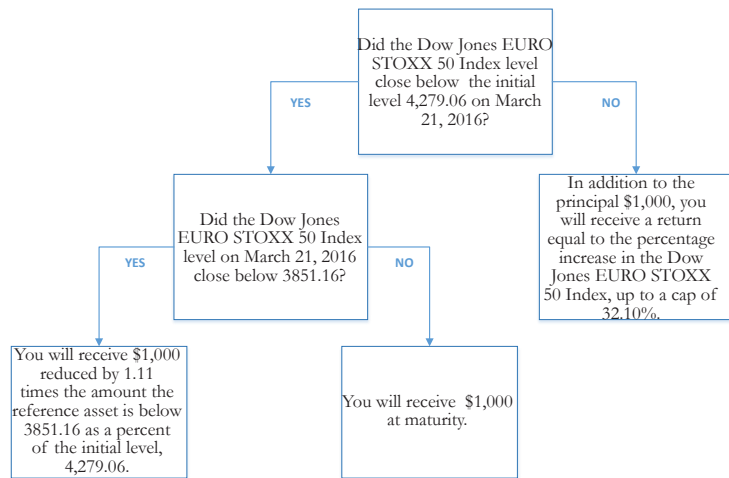 Did the Dow Jones EURO
STOXX 50 Index level
close below the initial
level 4,279.06 on March
21, 2016?
YES
NO
Did the Dow Jones
EURO STOXX 50 Index
level on March 21, 2016
close below 3851.16?
In addition to the
principal $1,000, you
will receive a return
equal to the percentage
increase in the Dow
Jones EURO STOXX
50 Index, up to a cap of
32.10%.
YES
NO
You will receive $1,000
reduced by 1.11
times the amount the
reference asset is below
3851.16 as a percent
of the initial level,
4,279.06.
You will receive $1,000
at maturity.